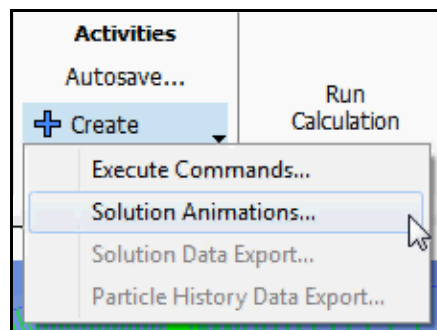 Activities
Autosave...
Create
Run
Calculation
Execute Commands...
Solution Animations...
Solution Data Export...
Particle History Data Export...